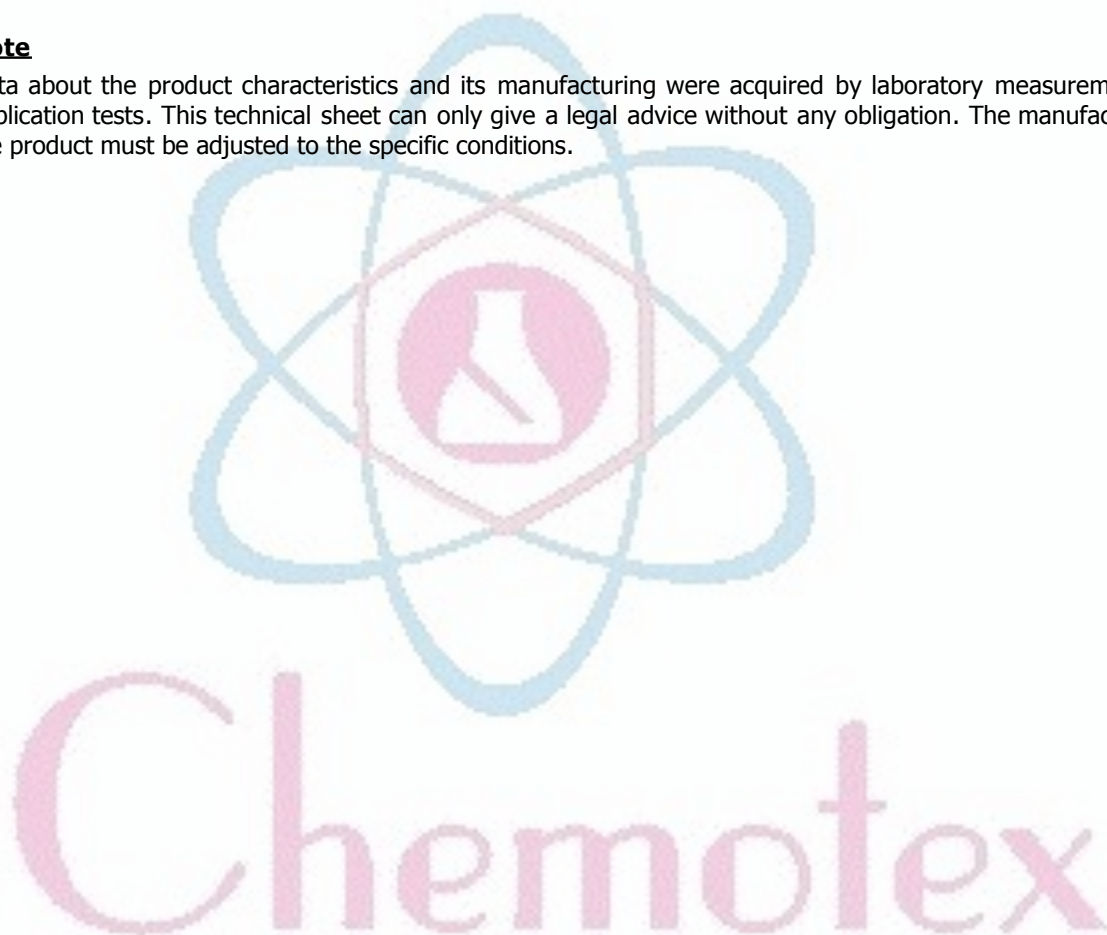 ote
ta about the product characteristics and its manufacturing were acquired by laboratory measurem
plication tests. This technical sheet can only give a legal advice without any obligation. The manufac
e product must be adjusted to the specific conditions.
Chemotex